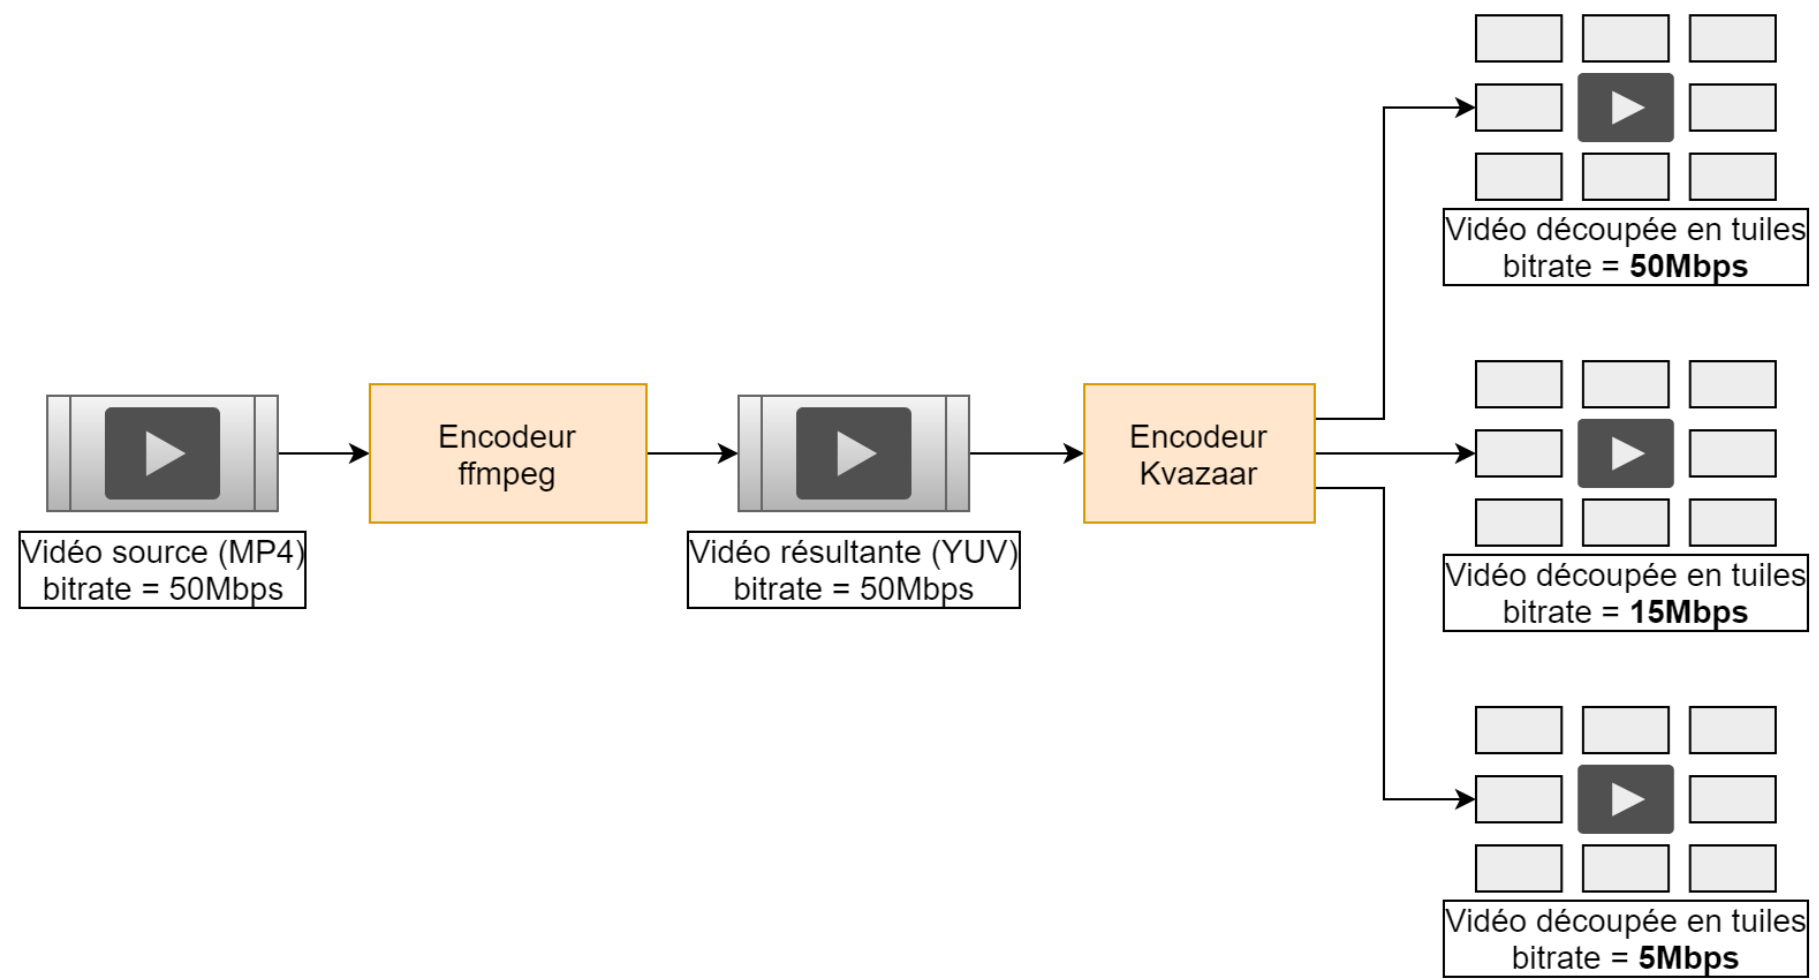 Vidéo découpée en tuiles
bitrate = 50Mbps
Encodeur
ffmpeg
Encodeur
Kvazaar
Vidéo source (MP4)
bitrate = 50Mbps
Vidéo résultante (YUV)
bitrate = 50Mbps
Vidéo découpée en tuiles
bitrate = 15Mbps
Vidéo découpée en tuiles
bitrate = 5Mbps